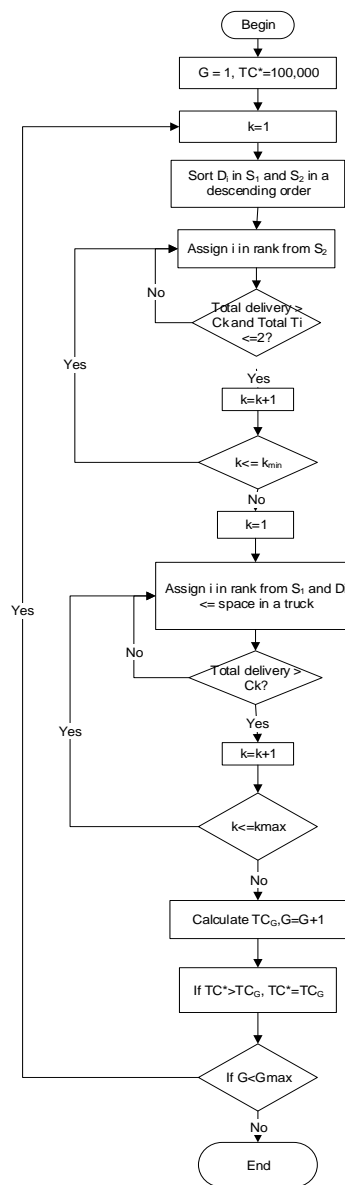 Begin
G = 1, TC*=100,000
k=1
Sort Di in S1 and S2 in a
descending order
Assign i in rank from S2
No
Total delivery >
Ck and Total Ti
<=2?
Yes
Yes
k=k+1
k<= kmin
No
k=1
Yes
Assign i in rank from S1 and D
<= space in a truck
No
Total delivery >
Ck?
Yes
Yes
k=k+1
k<=kmax
No
Calculate TCG,G=G+1
If TC*>TCG, TC*=TCG
If G<Gmax
No
End